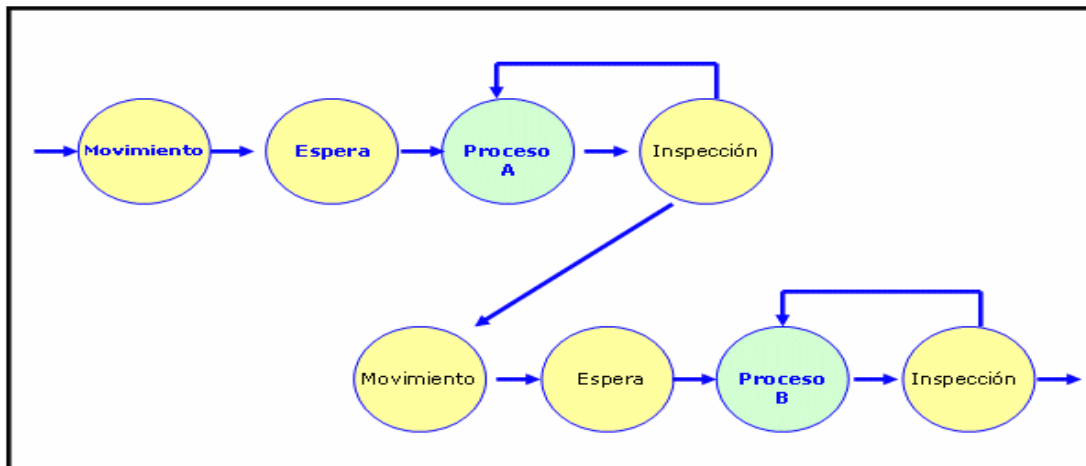 Movimiento
Espera
Proceso
A
Inspección
Movimiento
Espera
Proceso
B
Inspección